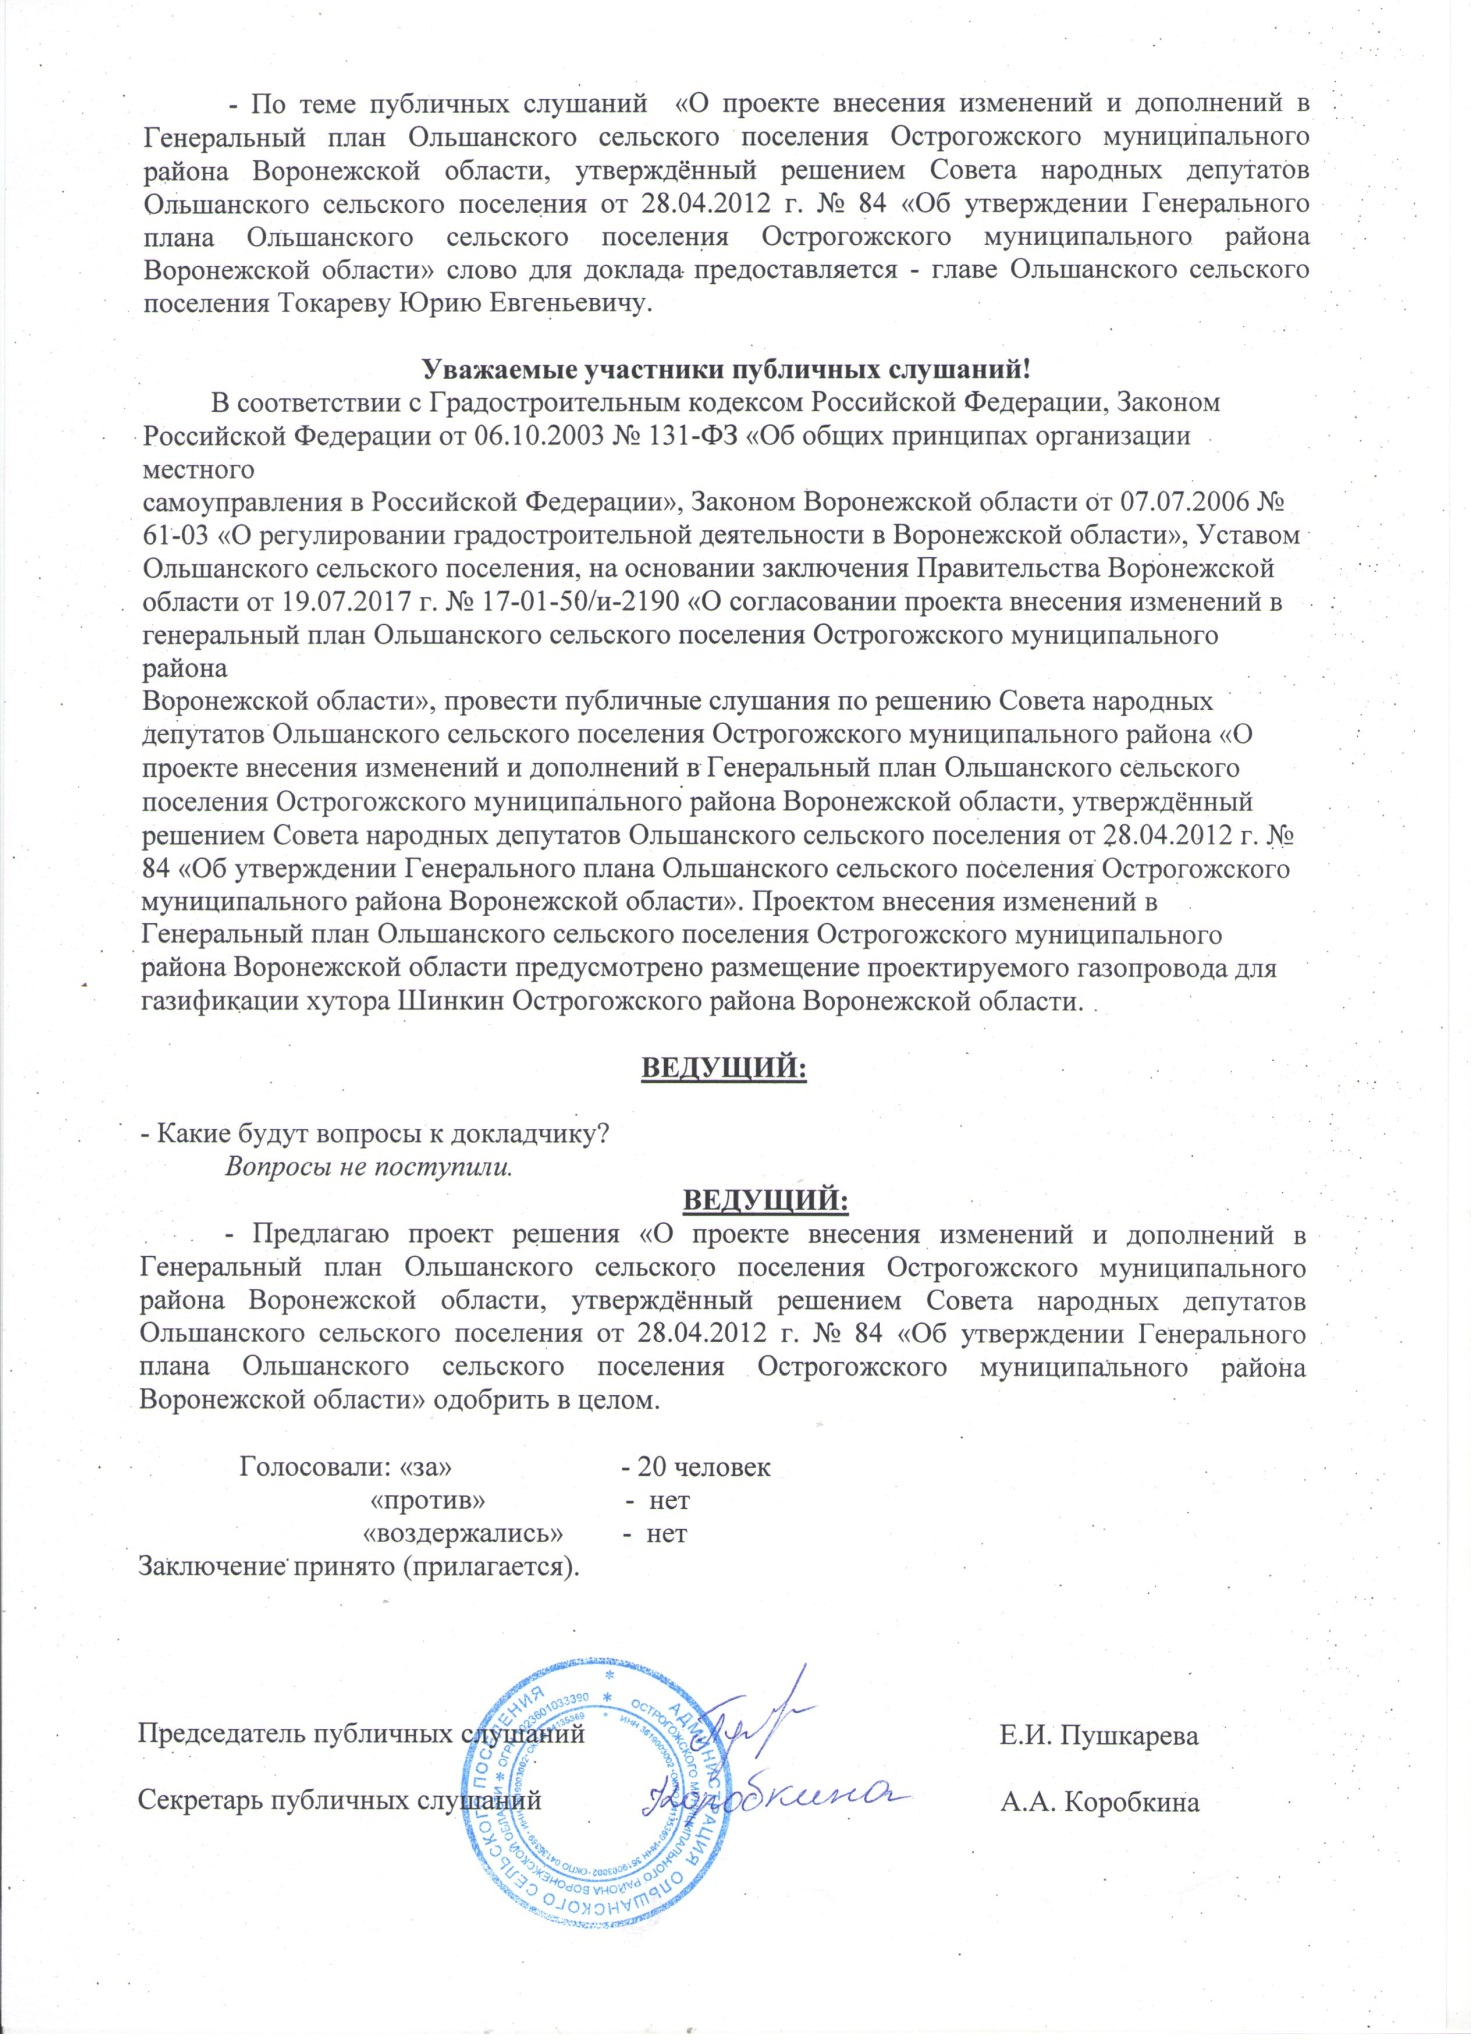 - По теме публичных слушаний «О проекте внесения изменений и дополнений в
Генеральный план Ольшанского сельского поселения Острогожского муниципального
района Воронежской области, утверждённый решением Совета народных депутатов
Ольшанского сельского поселения от 28.04.2012 г. № 84 «Об утверждении Генерального
плана Ольшанского сельского поселения Острогожского муниципального района
Воронежской области» слово для доклада предоставляется - главе Ольшанского сельского
поселения Токареву Юрию Евгеньевичу.
Уважаемые участники публичных слушаний!
В соответствии с Градостроительным кодексом Российской Федерации, Законом
Российской Федерации от 06.10.2003 № 131-ФЗ «Об общих принципах организации
местного
самоуправления в Российской Федерации», Законом Воронежской области от 07.07.2006 №
61-03 «О регулировании градостроительной деятельности в Воронежской области», Уставом
Ольшанского сельского поселения, на основании заключения Правительства Воронежской
области от 19.07.2017 г. № 17-01-50/и-2190 «О согласовании проекта внесения изменений в
генеральный план Ольшанского сельского поселения Острогожского муниципального
района
Воронежской области», провести публичные слушания по решению Совета народных
депутатов Ольшанского сельского поселения Острогожского муниципального района «О
проекте внесения изменений и дополнений в Генеральный план Ольшанского сельского
поселения Острогожского муниципального района Воронежской области, утверждённый
решением Совета народных депутатов Ольшанского сельского поселения от 28.04.2012 г. №
84 «Об утверждении Генерального плана Ольшанского сельского поселения Острогожского
муниципального района Воронежской области». Проектом внесения изменений в
Генеральный план Ольшанского сельского поселения Острогожского муниципального
района Воронежской области предусмотрено размещение проектируемого газопровода для
газификации хутора Шинкин Острогожского района Воронежской области.
ВЕДУЩИЙ:
- Какие будут вопросы к докладчику?
Вопросы не поступили.
ВЕДУЩИЙ:
- Предлагаю проект решения «О проекте внесения изменений и дополнений в
Генеральный план Ольшанского сельского поселения Острогожского муниципального
района Воронежской области, утверждённый решением Совета народных депутатов
Ольшанского сельского поселения от 28.04.2012 г. № 84 «Об утверждении Генерального
плана Ольшанского сельского поселения Острогожского муниципального района
Воронежской области» одобрить в целом.
Голосовали: «за» - 20 человек
«против» - нет
«воздержались» - нет
Заключение принято (прилагается).
Председатель публичных слушаний Е.И. Пушкарева
Секретарь публичных слушаний Коробкина А.А. Коробкина
АДМИНИСТРАЦИЯ ОЛЬШАНСКОГО СЕЛЬСКОГО ПОСЕЛЕНИЯ
ОСТРОГОЖСКОГО МУНИЦИПАЛЬНОГО РАЙОНА ВОРОНЕЖСКОЙ ОБЛАСТИ